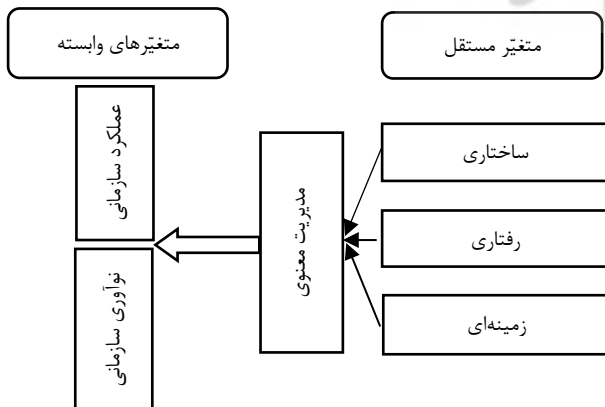 متغیّر مستقل
متغیّرهای وابسته
ساختاری
رفتاری
زمینه‌ای
مدیریت معنوی
عملکرد سازمانی
نوآوری سازمانی